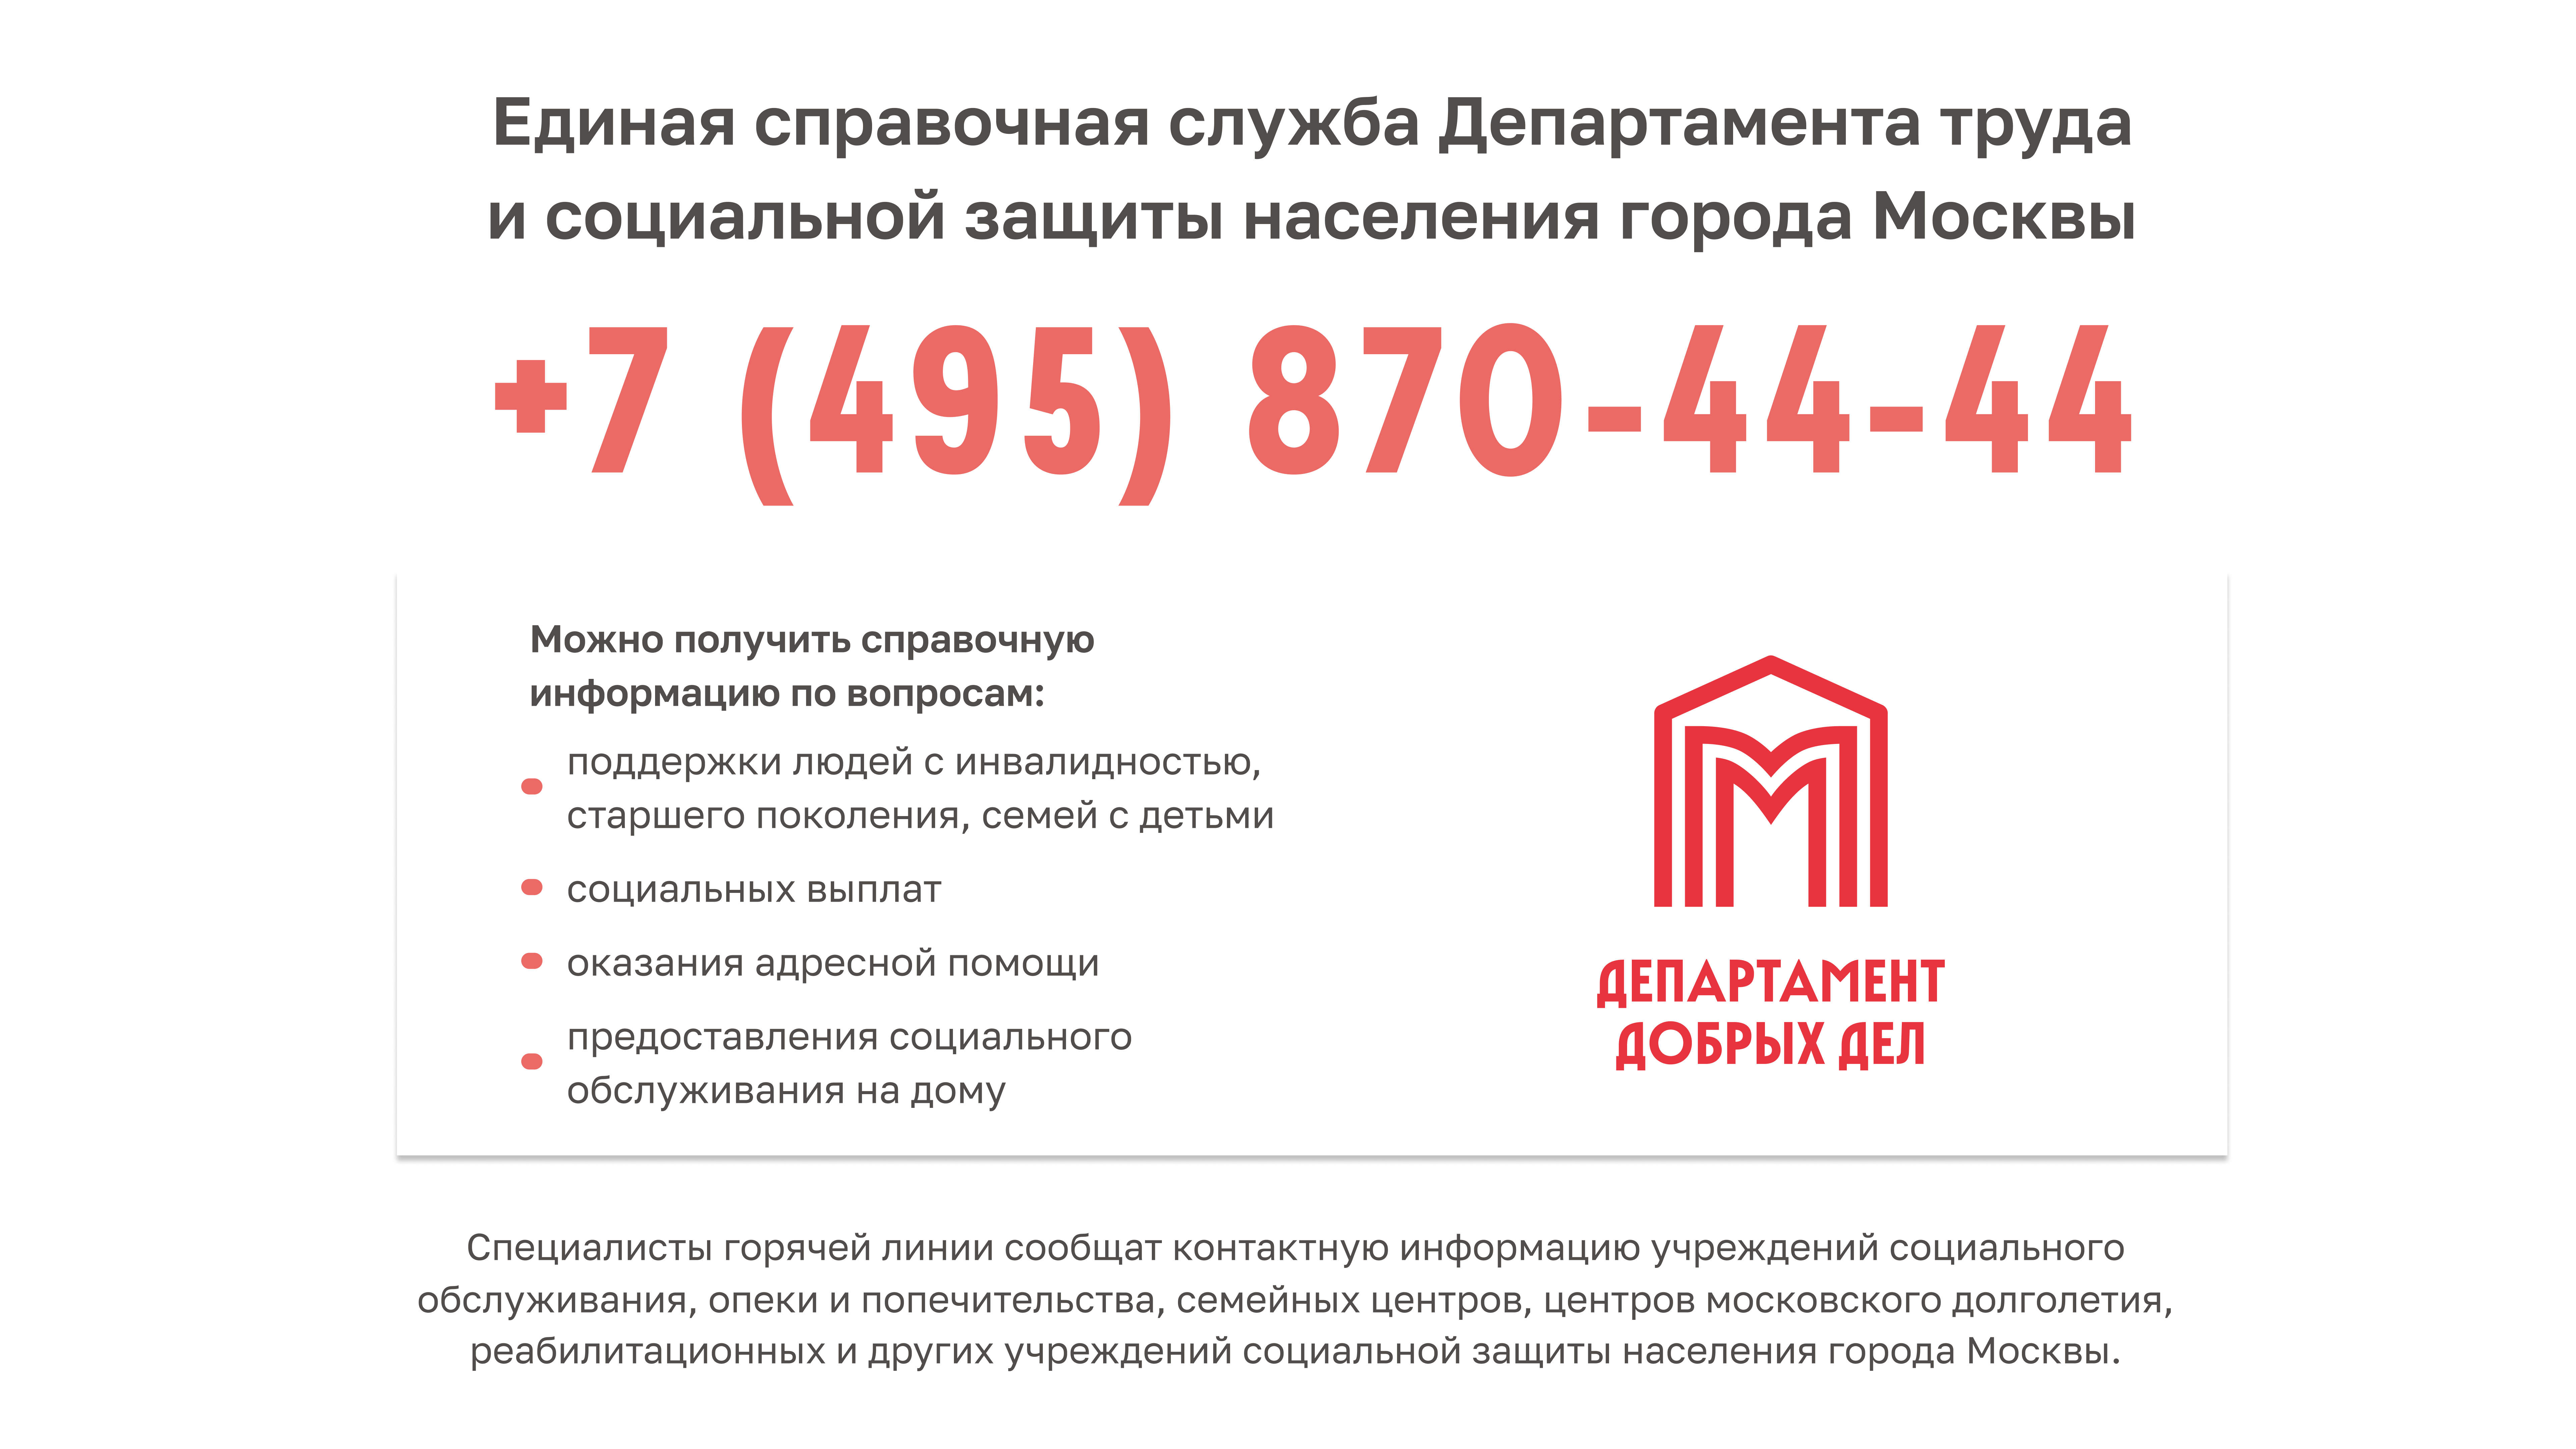 Единая справочная служба Департамента труда
и социальной защиты населения города Москвы
+7 (495) 870-44-44
Можно получить справочную
информацию по вопросам:
поддержки людей с инвалидностью,
старшего поколения, семей с детьми
социальных выплат
оказания адресной помощи
предоставления социального
обслуживания на дому
ДЕПАРТАМЕНТ
ДОБРЫХ ДЕЛ
Специалисты горячей линии сообщат контактную информацию учреждений социального
обслуживания, опеки и попечительства, семейных центров, центров московского долголетия,
реабилитационных и других учреждений социальной защиты населения города Москвы.